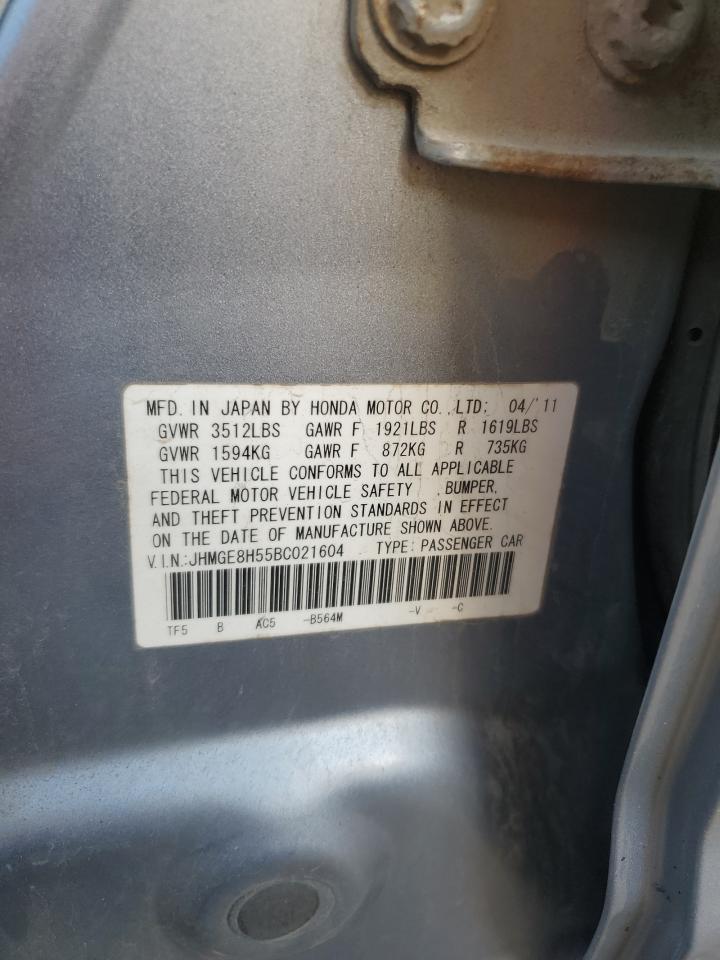 MFD. IN JAPAN BY HONDA MOTOR CO.,LTD: 04/'11
GVWR 3512LBS GAWR F 1921LBS R 1619LBS
GVWR 1594KG GAWR F 872KG R 735KG
THIS VEHICLE CONFORMS TO ALL APPLICABLE
FEDERAL MOTOR VEHICLE SAFETY ,BUMPER,
AND THEFT PREVENTION STANDARDS IN EFFECT
ON THE DATE OF MANUFACTURE SHOWN ABOVE.
V.I.N.:JHMGE8H55BC021604 TYPE: PASSENGER CAR
TF5 B AC5 -B564M -V -C